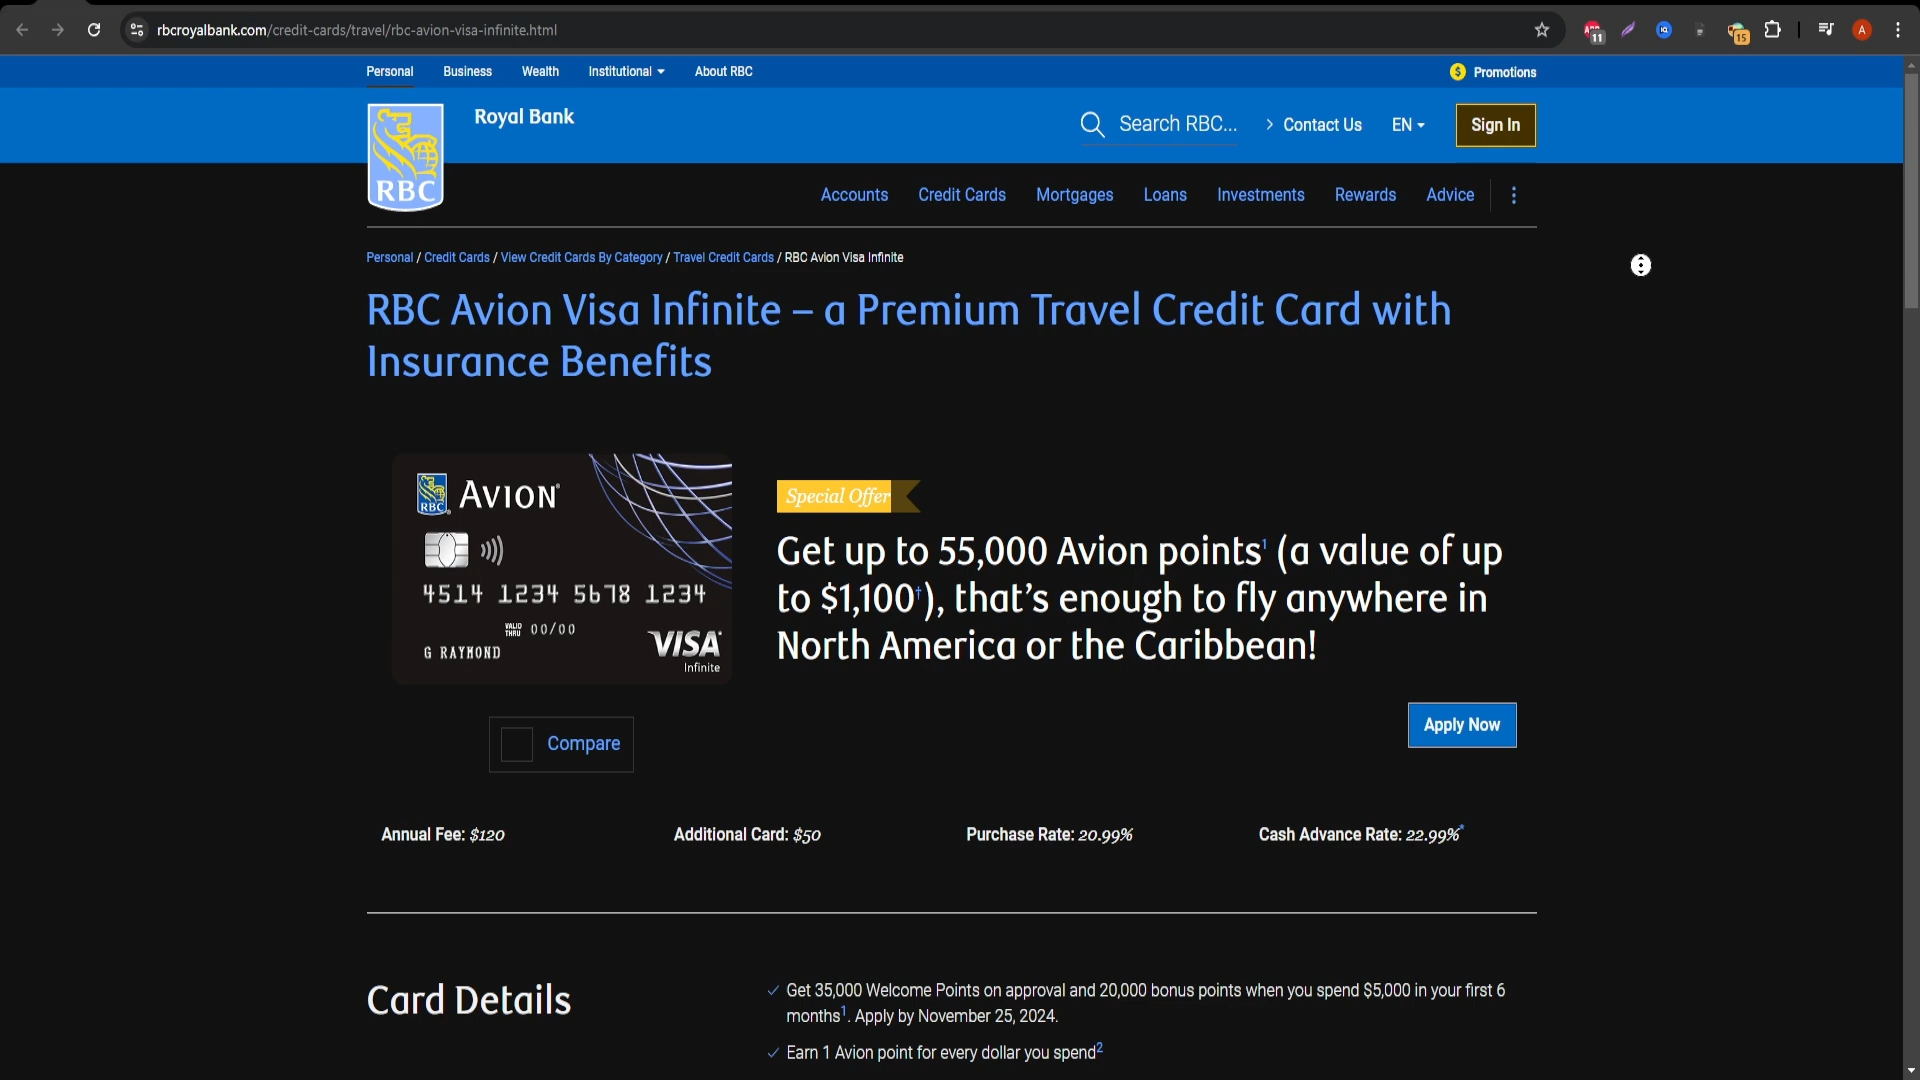 rbcroyalbank.com/credit-cards/travel/rbc-avion-visa-infinite.html
11
15
A
Personal Business Wealth Institutional About RBC
$ Promotions
Royal Bank
Search RBC... > Contact Us EN Sign In
RBC
Accounts Credit Cards Mortgages Loans Investments Rewards Advice
Personal / Credit Cards / View Credit Cards By Category / Travel Credit Cards / RBC Avion Visa Infinite
RBC Avion Visa Infinite – a Premium Travel Credit Card with
Insurance Benefits
RBC AVION
4514 1234 5678 1234
VALID THRU 00/00
G RAYMOND
VISA
Infinite
Special Offer
Get up to 55,000 Avion points¹ (a value of up
to $1,100†), that's enough to fly anywhere in
North America or the Caribbean!
Compare
Apply Now
Annual Fee: $120 Additional Card: $50 Purchase Rate: 20.99% Cash Advance Rate: 22.99%*
Card Details
Get 35,000 Welcome Points on approval and 20,000 bonus points when you spend $5,000 in your first 6
months¹. Apply by November 25, 2024.
Earn 1 Avion point for every dollar you spend²